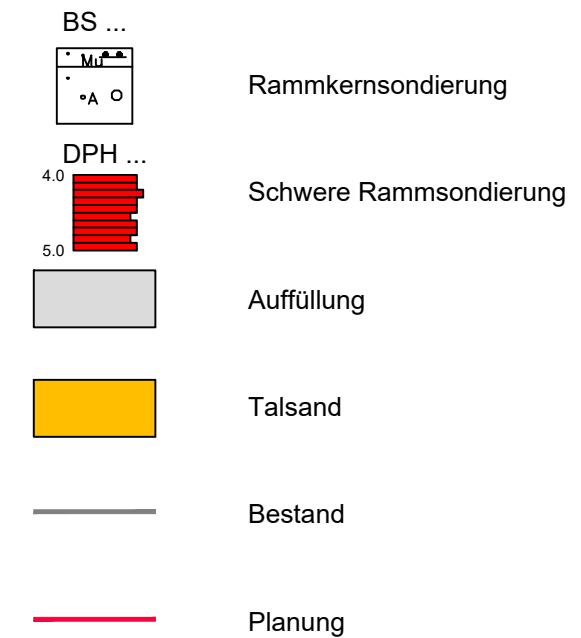 BS ...
Mu
A
Rammkernsondierung
DPH ...
4.0
5.0
Schwere Rammsondierung
Auffüllung
Talsand
Bestand
Planung